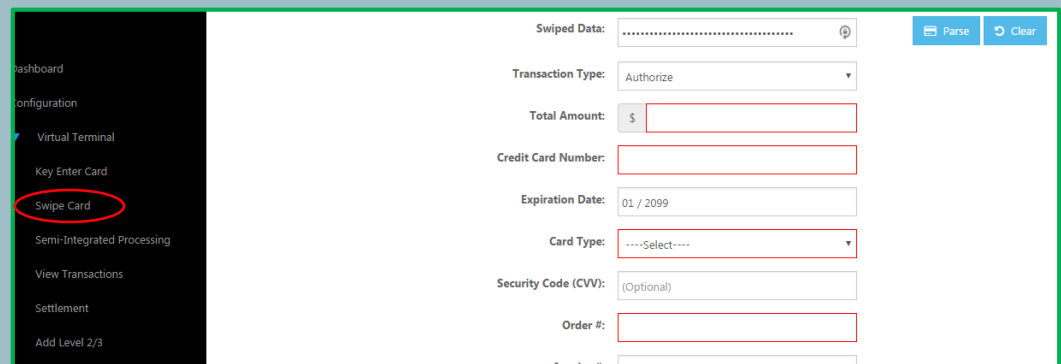 Swiped Data: .....................................
Parse
Clear
Dashboard
Transaction Type: Authorize
Configuration
Total Amount: $
Virtual Terminal
Credit Card Number:
Key Enter Card
Expiration Date: 01 / 2099
Swipe Card
Card Type: ----Select----
Semi-Integrated Processing
View Transactions
Security Code (CVV): (Optional)
Settlement
Order #:
Add Level 2/3